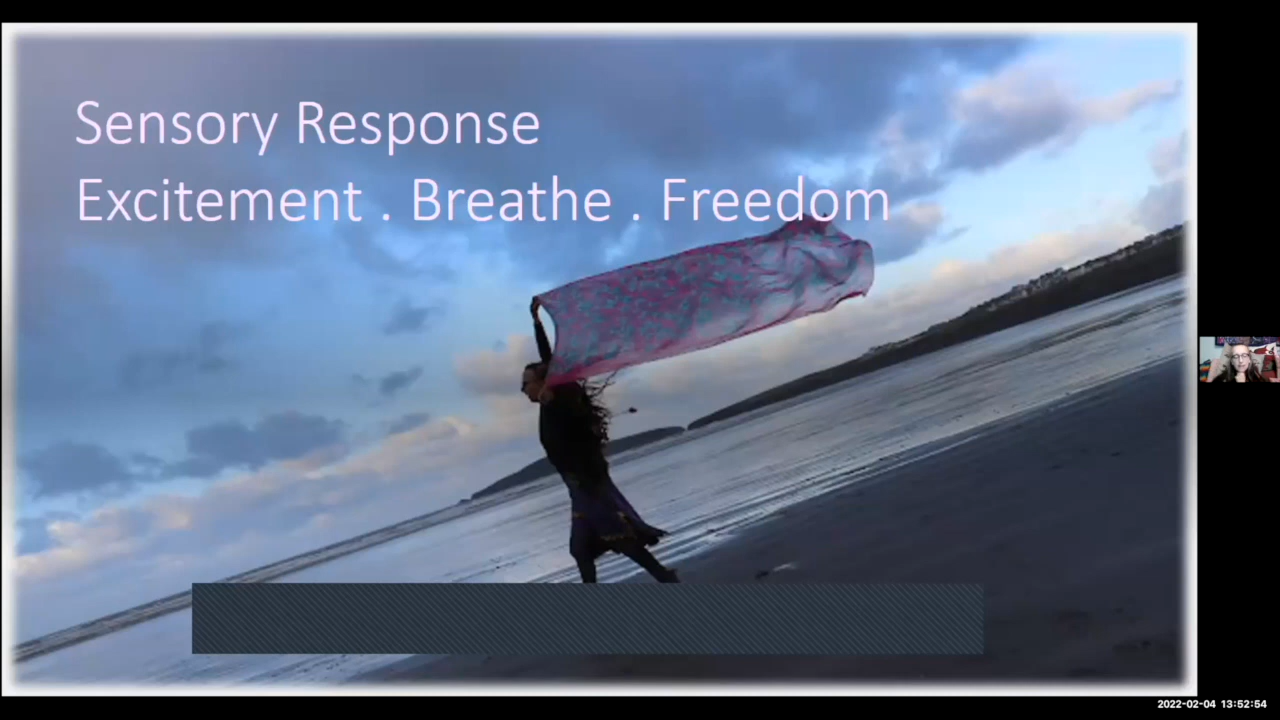 Sensory Response
Excitement . Breathe . Freedom
2022-02-04 13:52:54